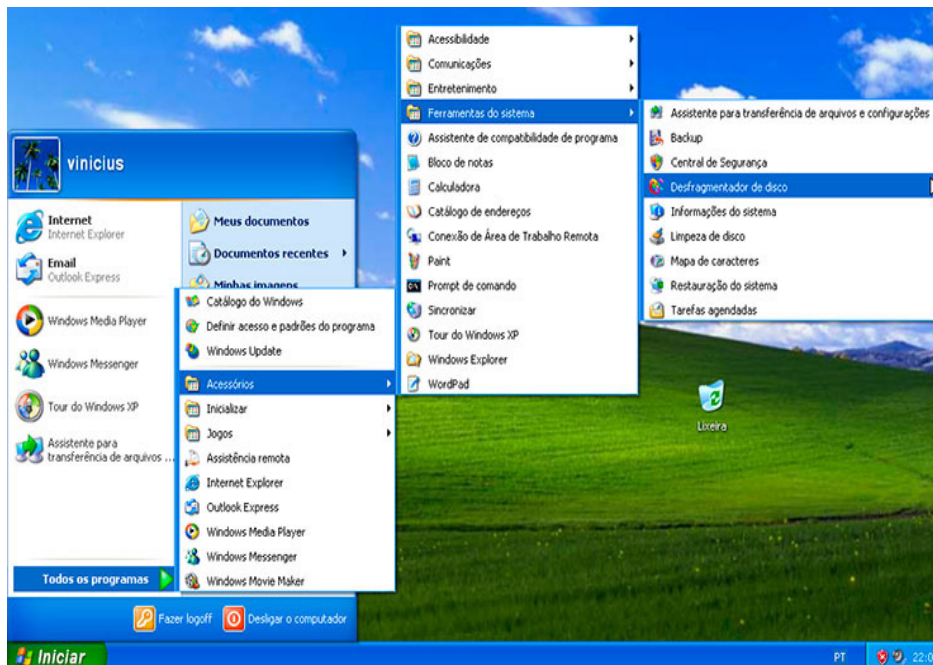 vinicius
Internet
Internet Explorer
Email
Outlook Express
Windows Media Player
Windows Messenger
Tour do Windows XP
Assistente para
transferência de arquivos ...
Todos os programas
Meus documentos
Documentos recentes
Minhas imagens
Catálogo do Windows
Definir acesso e padrões do programa
Windows Update
Acessórios
Inicializar
Jogos
Assistência remota
Internet Explorer
Outlook Express
Windows Media Player
Windows Messenger
Windows Movie Maker
Acessibilidade
Comunicações
Entretenimento
Ferramentas do sistema
Assistente de compatibilidade de programa
Bloco de notas
Calculadora
Catálogo de endereços
Conexão de Área de Trabalho Remota
Paint
Prompt de comando
Sincronizar
Tour do Windows XP
Windows Explorer
WordPad
Assistente para transferência de arquivos e configurações
Backup
Central de Segurança
Desfragmentador de disco
Informações do sistema
Limpeza de disco
Mapa de caracteres
Restauração do sistema
Tarefas agendadas
Lixeira
Fazer logoff
Desligar o computador
Iniciar
PT